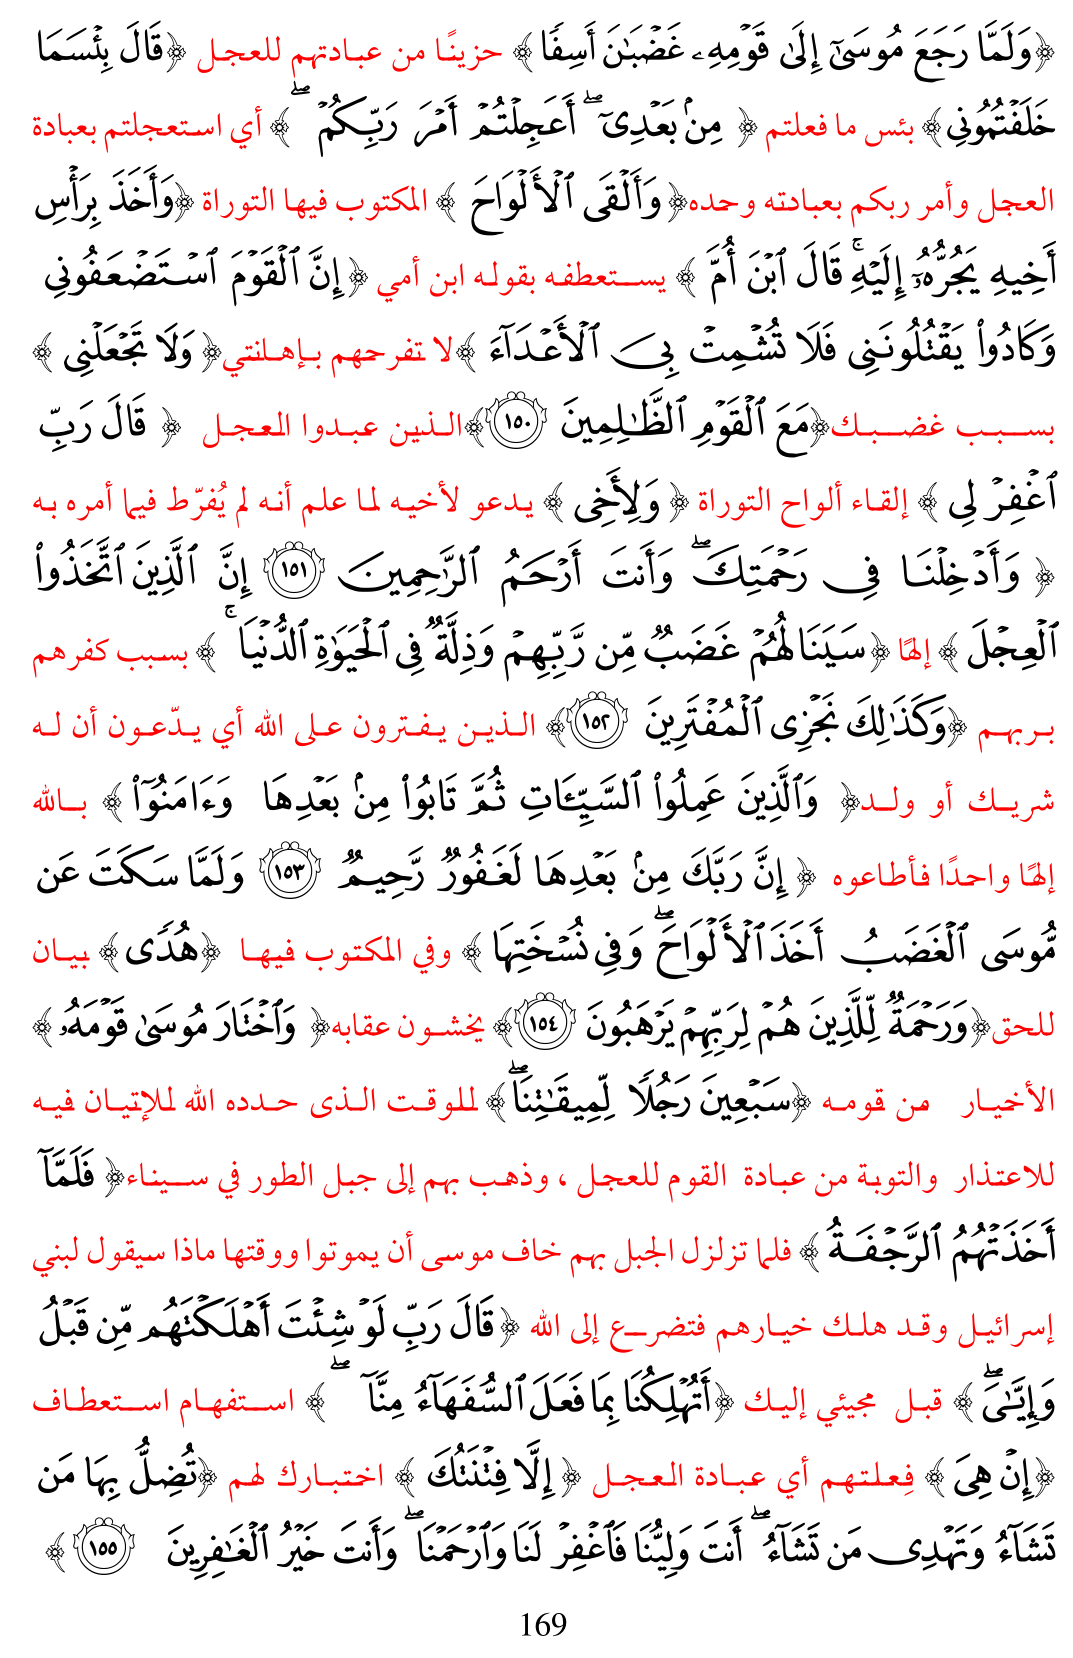 ﴿وَلَمَّا رَجَعَ مُوسَىٰٓ إِلَىٰ قَوْمِهِۦ غَضْبَٰنَ أَسِفًا﴾ حزينًا من عبادتهم للعجل ﴿قَالَ بِئْسَمَا
خَلَفْتُمُونِى﴾ بئس ما فعلتم ﴿ مِنۢ بَعْدِىٓ ۖ أَعَجِلْتُمْ أَمْرَ رَبِّكُمْ ۖ ﴾ أي استعجلتم بعبادة
العجل وأمر ربكم بعبادته وحده﴿ وَأَلْقَى ٱلْأَلْوَاحَ ﴾ المكتوب فيها التوراة ﴿وَأَخَذَ بِرَأْسِ
أَخِيهِ يَجُرُّهُۥٓ إِلَيْهِ ۚ قَالَ ٱبْنَ أُمَّ ﴾ يستعطفه بقوله ابن أمي ﴿ إِنَّ ٱلْقَوْمَ ٱسْتَضْعَفُونِى
وَكَادُوا۟ يَقْتُلُونَنِى فَلَا تُشْمِتْ بِىَ ٱلْأَعْدَآءَ ﴾لا تفرحهم بإهانتي﴿ وَلَا تَجْعَلْنِى ﴾
بسبب غضبك﴿مَعَ ٱلْقَوْمِ ٱلظَّٰلِمِينَ ١٥٠﴾الذين عبدوا العجل ﴿ قَالَ رَبِّ
ٱغْفِرْ لِى ﴾ إلقاء ألواح التوراة ﴿ وَلِأَخِى ﴾ يدعو لأخيه لما علم أنه لم يُفرّط فيما أمره به
﴿ وَأَدْخِلْنَا فِى رَحْمَتِكَ ۖ وَأَنتَ أَرْحَمُ ٱلرَّٰحِمِينَ ١٥١ إِنَّ ٱلَّذِينَ ٱتَّخَذُوا۟
ٱلْعِجْلَ ﴾ إلهًا ﴿ سَيَنَالُهُمْ غَضَبٌ مِّن رَّبِّهِمْ وَذِلَّةٌ فِى ٱلْحَيَوٰةِ ٱلدُّنْيَا ۚ ﴾ بسبب كفرهم
بربهم ﴿وَكَذَٰلِكَ نَجْزِى ٱلْمُفْتَرِينَ ١٥٢﴾ الذين يفترون على الله أي يدّعون أن له
شريك أو ولد﴿ وَٱلَّذِينَ عَمِلُوا۟ ٱلسَّيِّـَٔاتِ ثُمَّ تَابُوا۟ مِنۢ بَعْدِهَا وَءَامَنُوٓا۟ ﴾ بالله
إلهًا واحدًا فأطاعوه ﴿ إِنَّ رَبَّكَ مِنۢ بَعْدِهَا لَغَفُورٌ رَّحِيمٌ ١٥٣ وَلَمَّا سَكَتَ عَن
مُّوسَى ٱلْغَضَبُ أَخَذَ ٱلْأَلْوَاحَ ۖ وَفِى نُسْخَتِهَا ﴾ وفي المكتوب فيها ﴿هُدًى﴾ بيان
للحق﴿وَرَحْمَةٌ لِّلَّذِينَ هُمْ لِرَبِّهِمْ يَرْهَبُونَ ١٥٤﴾ يخشون عقابه﴿ وَٱخْتَارَ مُوسَىٰ قَوْمَهُۥ ﴾
الأخيار من قومه ﴿سَبْعِينَ رَجُلًا لِّمِيقَٰتِنَا ۖ﴾ للوقت الذى حدده الله للإتيان فيه
للاعتذار والتوبة من عبادة القوم للعجل ، وذهب بهم إلى جبل الطور في سيناء﴿ فَلَمَّآ
أَخَذَتْهُمُ ٱلرَّجْفَةُ ﴾ فلما تزلزل الجبل بهم خاف موسى أن يموتوا ووقتها ماذا سيقول لبني
إسرائيل وقد هلك خيارهم فتضرع إلى الله ﴿قَالَ رَبِّ لَوْ شِئْتَ أَهْلَكْتَهُم مِّن قَبْلُ
وَإِيَّٰىَ ۖ ﴾ قبل مجيئي إليك ﴿أَتُهْلِكُنَا بِمَا فَعَلَ ٱلسُّفَهَآءُ مِنَّآ ۖ ﴾ استفهام استعطاف
﴿إِنْ هِىَ ﴾ فِعلتهم أي عبادة العجل ﴿ إِلَّا فِتْنَتُكَ ﴾ اختبارك لهم ﴿تُضِلُّ بِهَا مَن
تَشَآءُ وَتَهْدِى مَن تَشَآءُ ۖ أَنتَ وَلِيُّنَا فَٱغْفِرْ لَنَا وَٱرْحَمْنَا ۖ وَأَنتَ خَيْرُ ٱلْغَٰفِرِينَ ١٥٥ ﴾
169